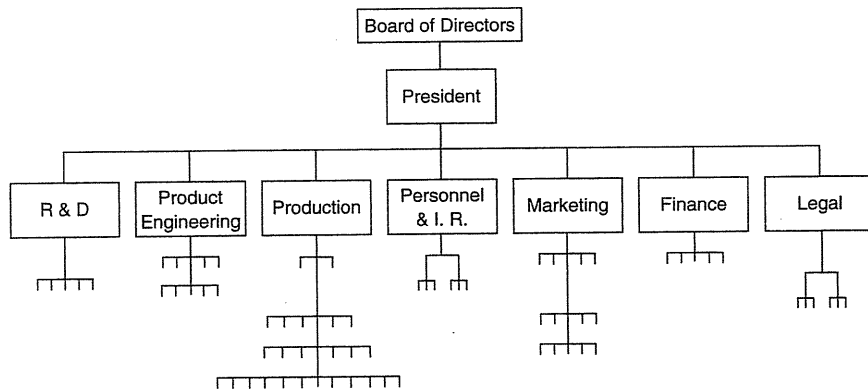 Board of Directors
President
R & D
Product
Engineering
Production
Personnel
& I. R.
Marketing
Finance
Legal